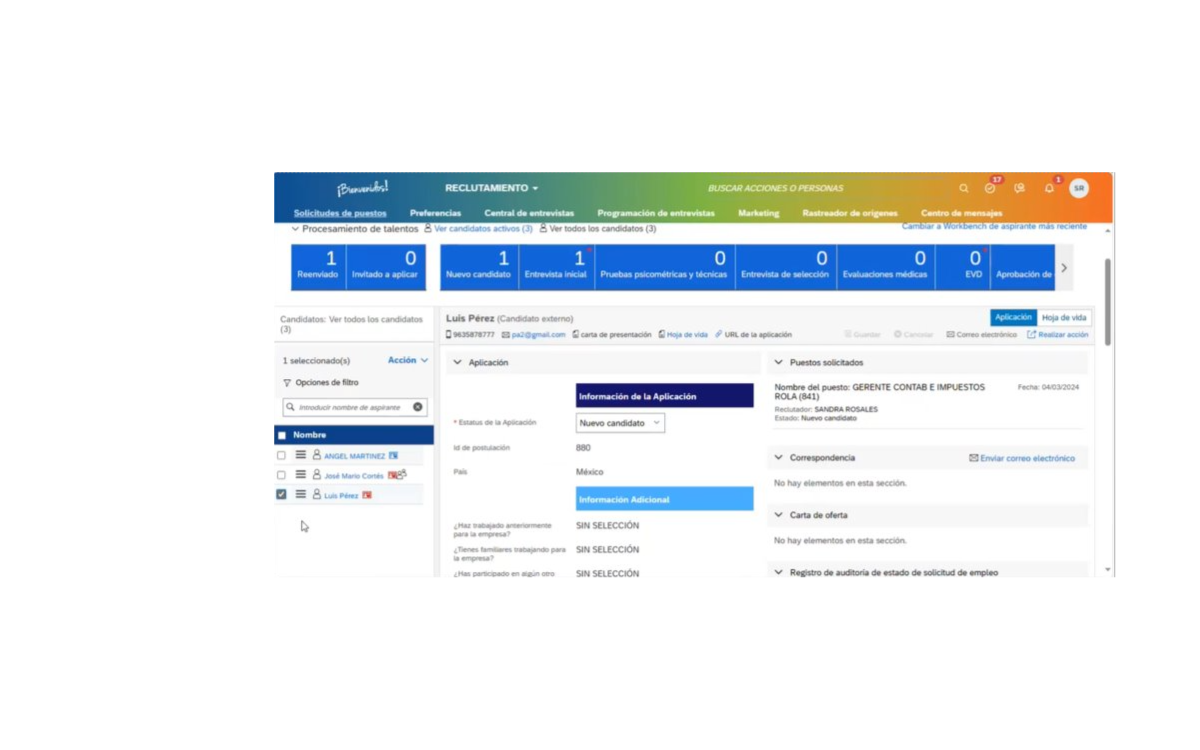 ¡Bienvenidos!
RECLUTAMIENTO
BUSCAR ACCIONES O PERSONAS
17
1
SR
Solicitudes de puestos Preferencias Central de entrevistas Programación de entrevistas Marketing Rastreador de orígenes Centro de mensajes
Procesamiento de talentos Ver candidatos activos (3) Ver todos los candidatos (3)
Cambiar a Workbench de aspirante más reciente
1 0 1 1 0 0 0 0
Reenviado Invitado a aplicar Nuevo candidato Entrevista inicial Pruebas psicométricas y técnicas Entrevista de selección Evaluaciones médicas EVD Aprobación de
Candidatos: Ver todos los candidatos
(3)
1 seleccionado(s) Acción
Opciones de filtro
Introducir nombre de aspirante
Nombre
ANGEL MARTINEZ
José Mario Cortés
Luis Pérez
Luis Pérez (Candidato externo)
Aplicación Hoja de vida
9635878777 pa2@gmail.com carta de presentación Hoja de vida URL de la aplicación
Guardar Cancelar Correo electrónico Realizar acción
Aplicación
Información de la Aplicación
* Estatus de la Aplicación Nuevo candidato
Id de postulación 880
País México
Información Adicional
¿Haz trabajado anteriormente SIN SELECCIÓN
para la empresa?
¿Tienes familiares trabajando para SIN SELECCIÓN
la empresa?
¿Has participado en algún otro SIN SELECCIÓN
Puestos solicitados
Nombre del puesto: GERENTE CONTAB E IMPUESTOS Fecha: 04/03/2024
ROLA (841)
Reclutador: SANDRA ROSALES
Estado: Nuevo candidato
Correspondencia Enviar correo electrónico
No hay elementos en esta sección.
Carta de oferta
No hay elementos en esta sección.
Registro de auditoría de estado de solicitud de empleo